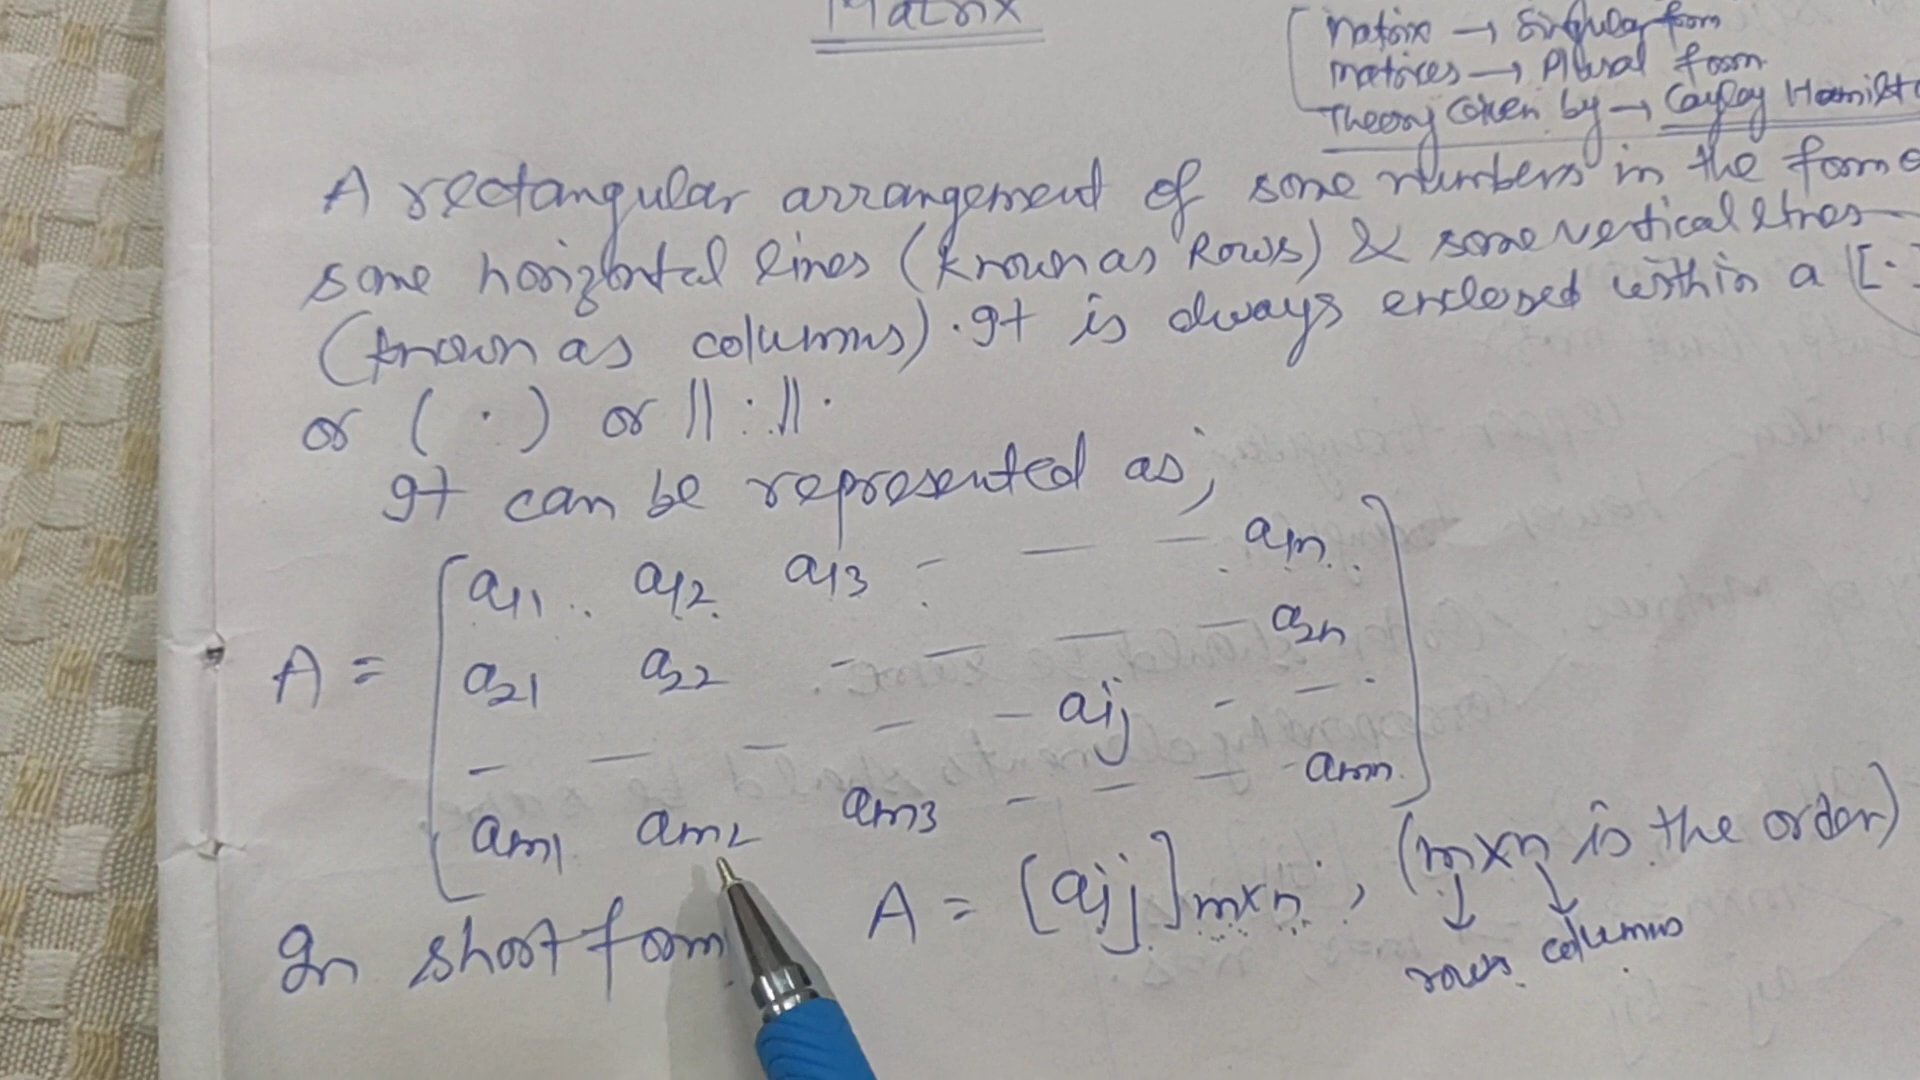 Matrix
Matrix → Singular form
Matrices → Plural form
Theory Given by → Cayley Hamilt
A rectangular arrangement of some numbers in the form o
some horizontal lines (known as Rows) & some vertical lines
(known as columns). It is always enclosed within a [·]
or ( · ) or || : ||.
It can be represented as,
a11 .. a12 a13 - - - a1n
a21 a22 - - - - a2n
A =
- - - - - aij - - .
am1 am2 am3 - - - - amn
In short form A = [aij]m×n, (m×n is the order)
rows columns